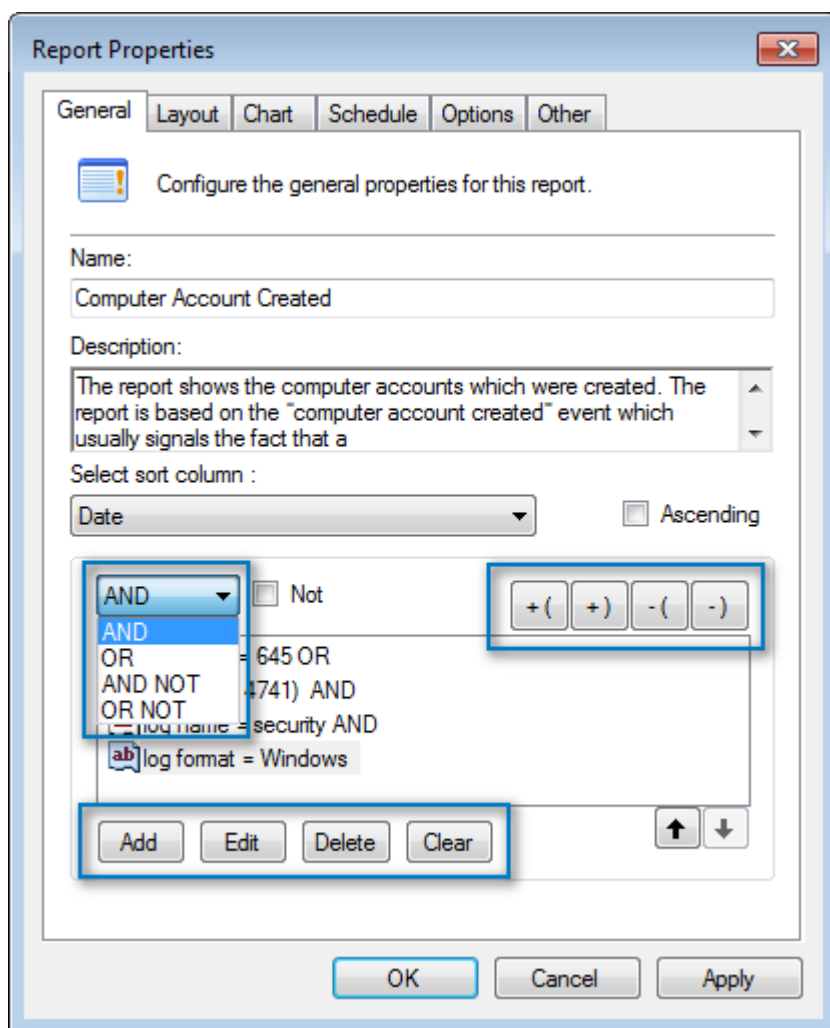 Report Properties
General Layout Chart Schedule Options Other
Configure the general properties for this report.
Name:
Computer Account Created
Description:
The report shows the computer accounts which were created. The
report is based on the "computer account created" event which
usually signals the fact that a
Select sort column :
Date Ascending
AND Not +( +) -( -)
AND
OR = 645 OR
AND NOT 4741) AND
OR NOT
log name = security AND
ab log format = Windows
Add Edit Delete Clear
OK Cancel Apply